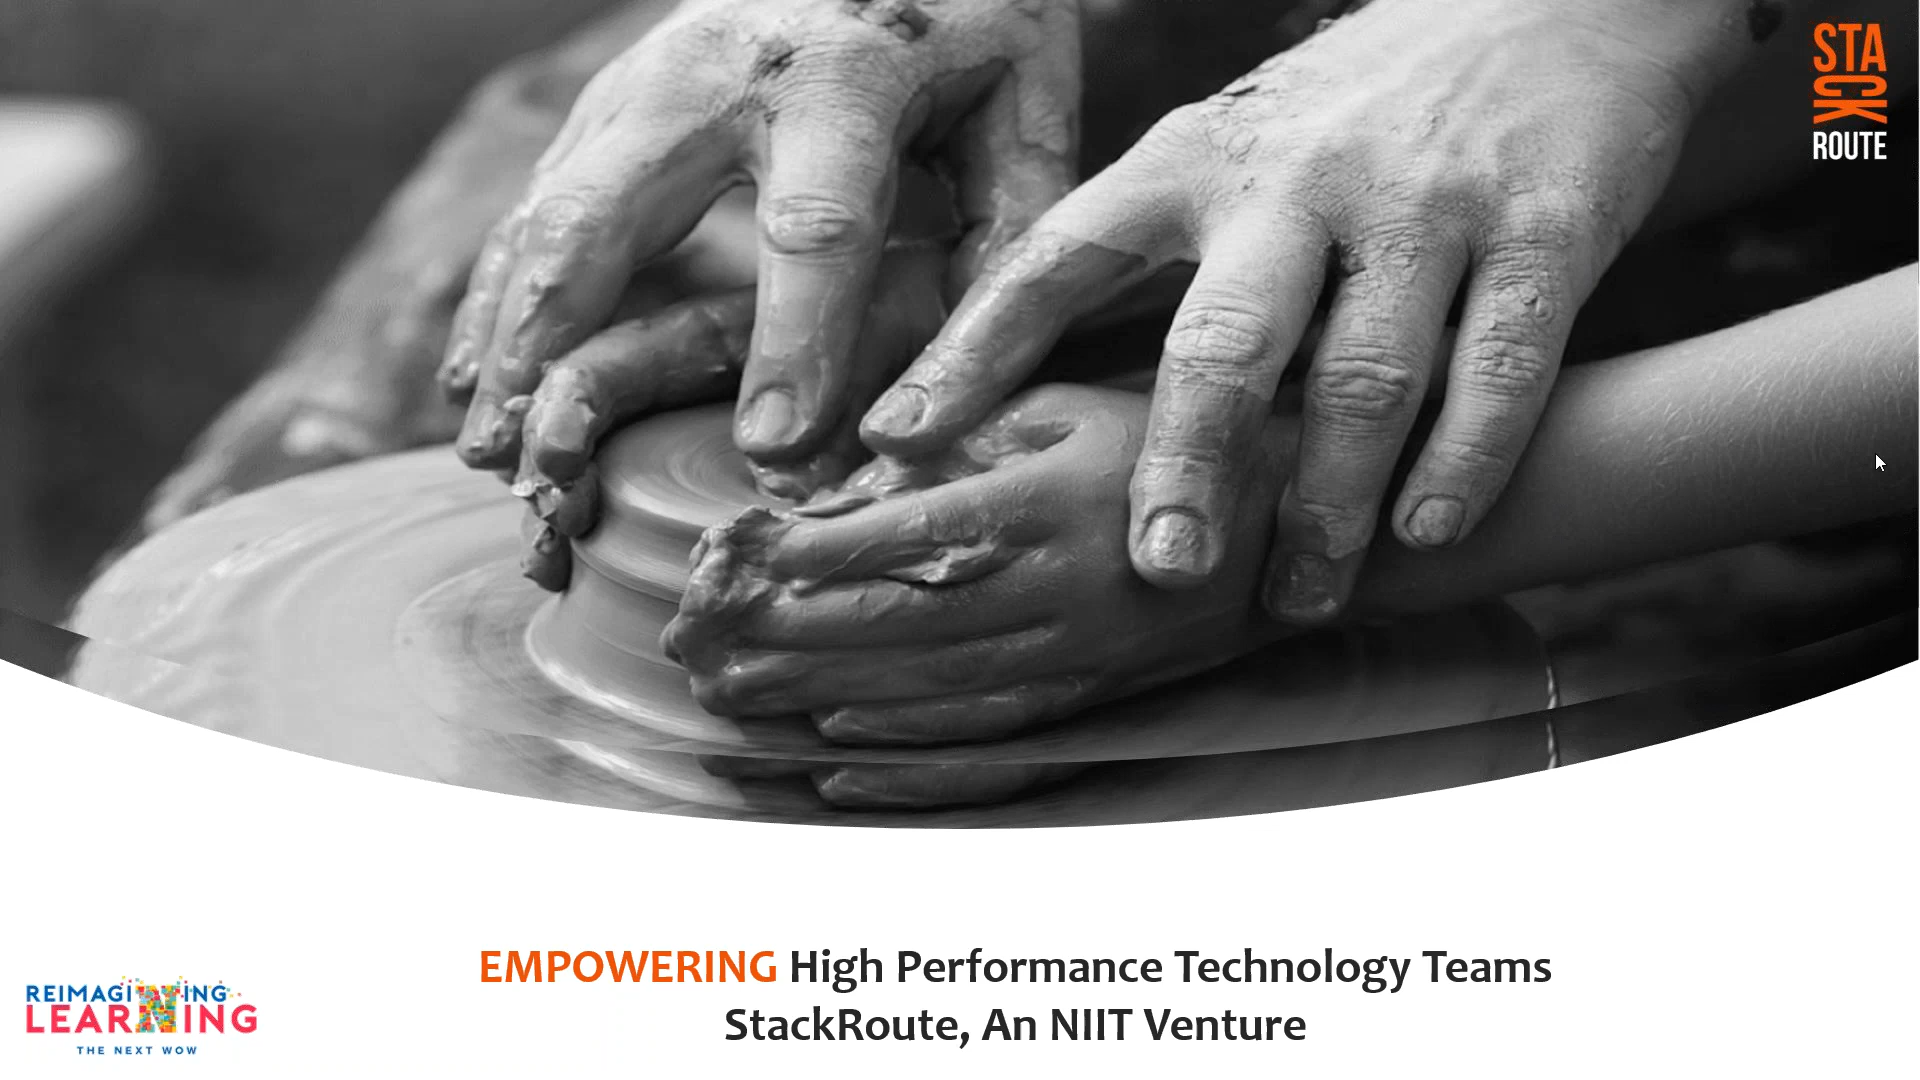 STA
CK
ROUTE
EMPOWERING High Performance Technology Teams
StackRoute, An NIIT Venture
REIMAGINING
LEARNING
THE NEXT WOW